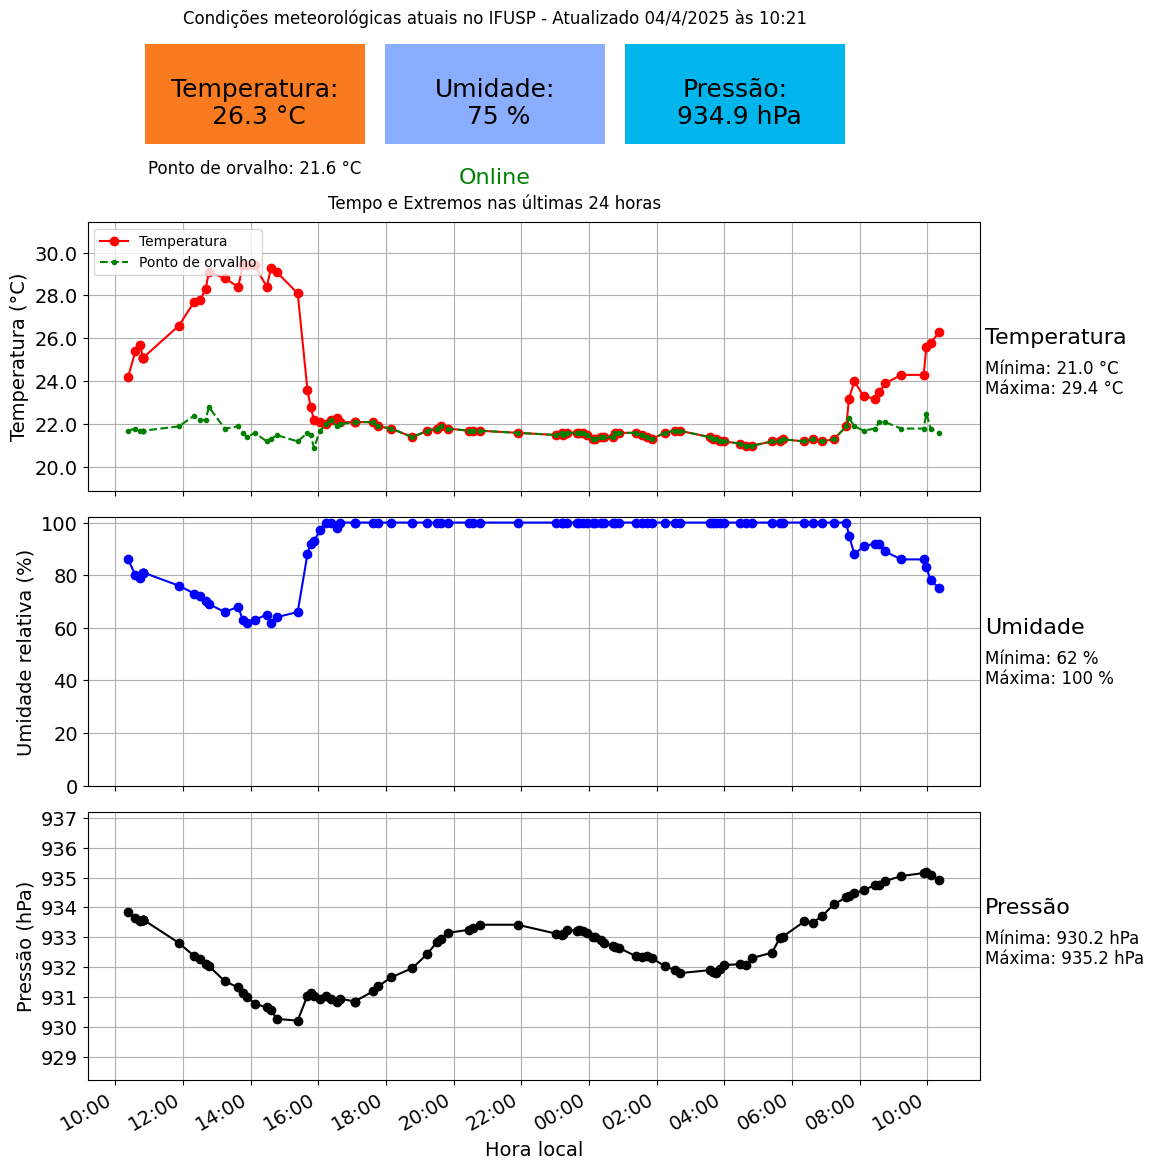 Condições meteorológicas atuais no IFUSP - Atualizado 04/4/2025 às 10:21
Temperatura:
26.3 °C
Umidade:
75 %
Pressão:
934.9 hPa
Ponto de orvalho: 21.6 °C
Online
Tempo e Extremos nas últimas 24 horas
Temperatura (°C)
30.0
28.0
26.0
24.0
22.0
20.0
Temperatura
Ponto de orvalho
Temperatura
Mínima: 21.0 °C
Máxima: 29.4 °C
Umidade relativa (%)
100
80
60
40
20
0
Umidade
Mínima: 62 %
Máxima: 100 %
Pressão (hPa)
937
936
935
934
933
932
931
930
929
Pressão
Mínima: 930.2 hPa
Máxima: 935.2 hPa
10:00 12:00 14:00 16:00 18:00 20:00 22:00 00:00 02:00 04:00 06:00 08:00 10:00
Hora local